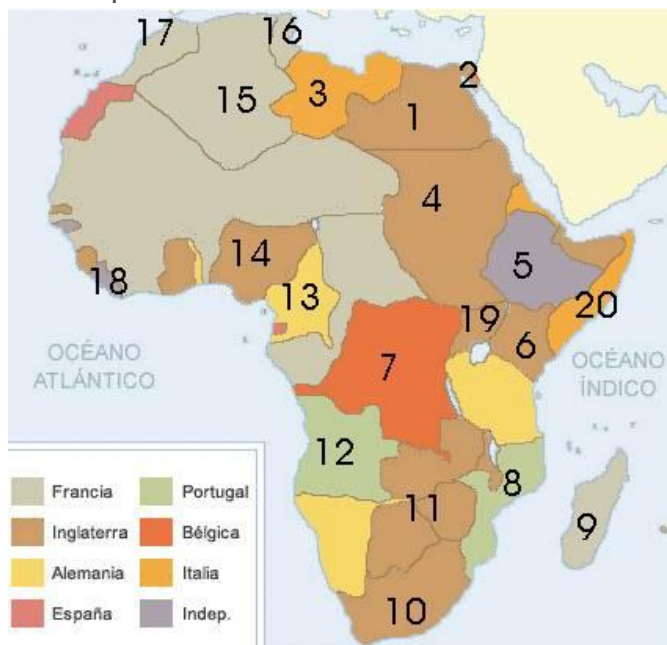 17
16
3
2
15
1
4
14
5
18
13
20
19
6
OCÉANO
ATLÁNTICO
OCÉANO
ÍNDICO
7
12
8
11
9
10
Francia
Portugal
Inglaterra
Bélgica
Alemania
Italia
España
Indep.